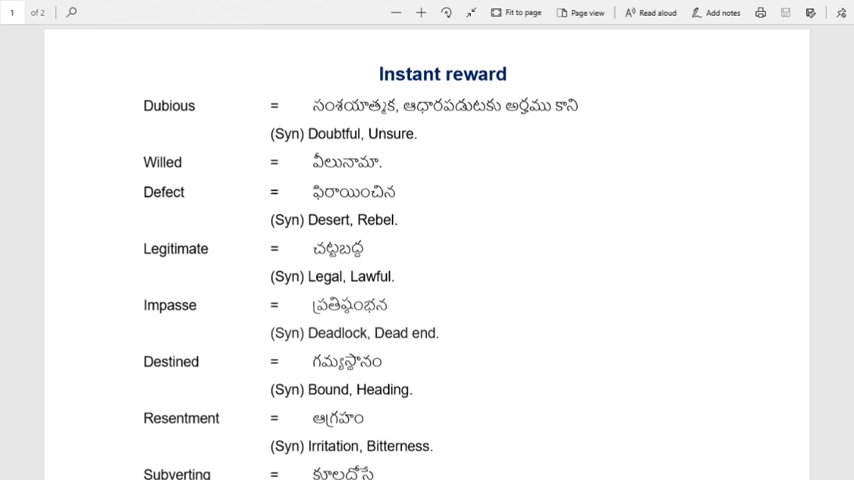 1 of 2 Fit to page Page view Read aloud Add notes
Instant reward
Dubious = సంశయాత్మక, ఆధారపడుటకు అర్హము కాని
(Syn) Doubtful, Unsure.
Willed = వీలునామా.
Defect = ఫిరాయించిన
(Syn) Desert, Rebel.
Legitimate = చట్టబద్ధ
(Syn) Legal, Lawful.
Impasse = ప్రతిష్ఠంభన
(Syn) Deadlock, Dead end.
Destined = గమ్యస్థానం
(Syn) Bound, Heading.
Resentment = ఆగ్రహం
(Syn) Irritation, Bitterness.
Subverting = కూలదోసే